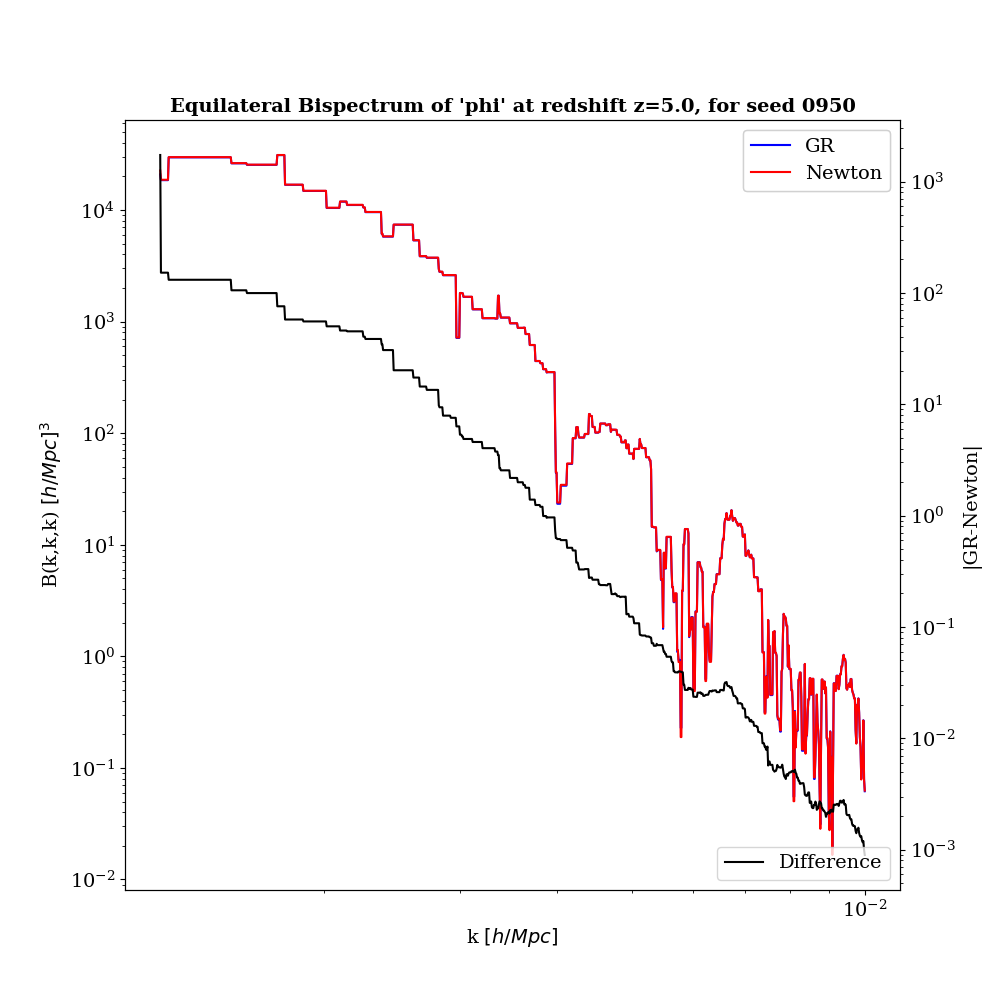 Equilateral Bispectrum of 'phi' at redshift z=5.0, for seed 0950
GR
Newton
10^4
10^3
10^2
10^1
10^0
10^{-1}
10^{-2}
B(k,k,k) [h/Mpc]^3
10^3
10^2
10^1
10^0
10^{-1}
10^{-2}
10^{-3}
|GR-Newton|
Difference
10^{-2}
k [h/Mpc]